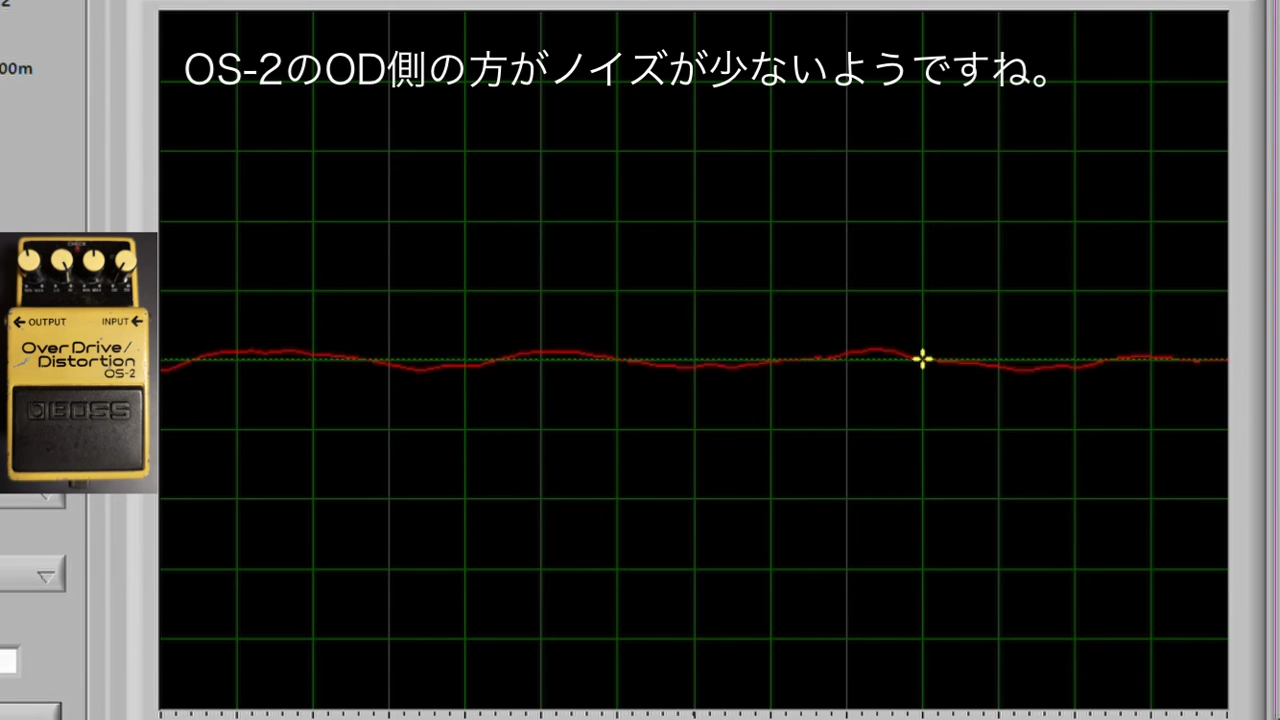 00m
OS-2のOD側の方がノイズが少ないようですね。
CHECK
OUTPUT INPUT
Over Drive/
Distortion
OS-2
BOSS